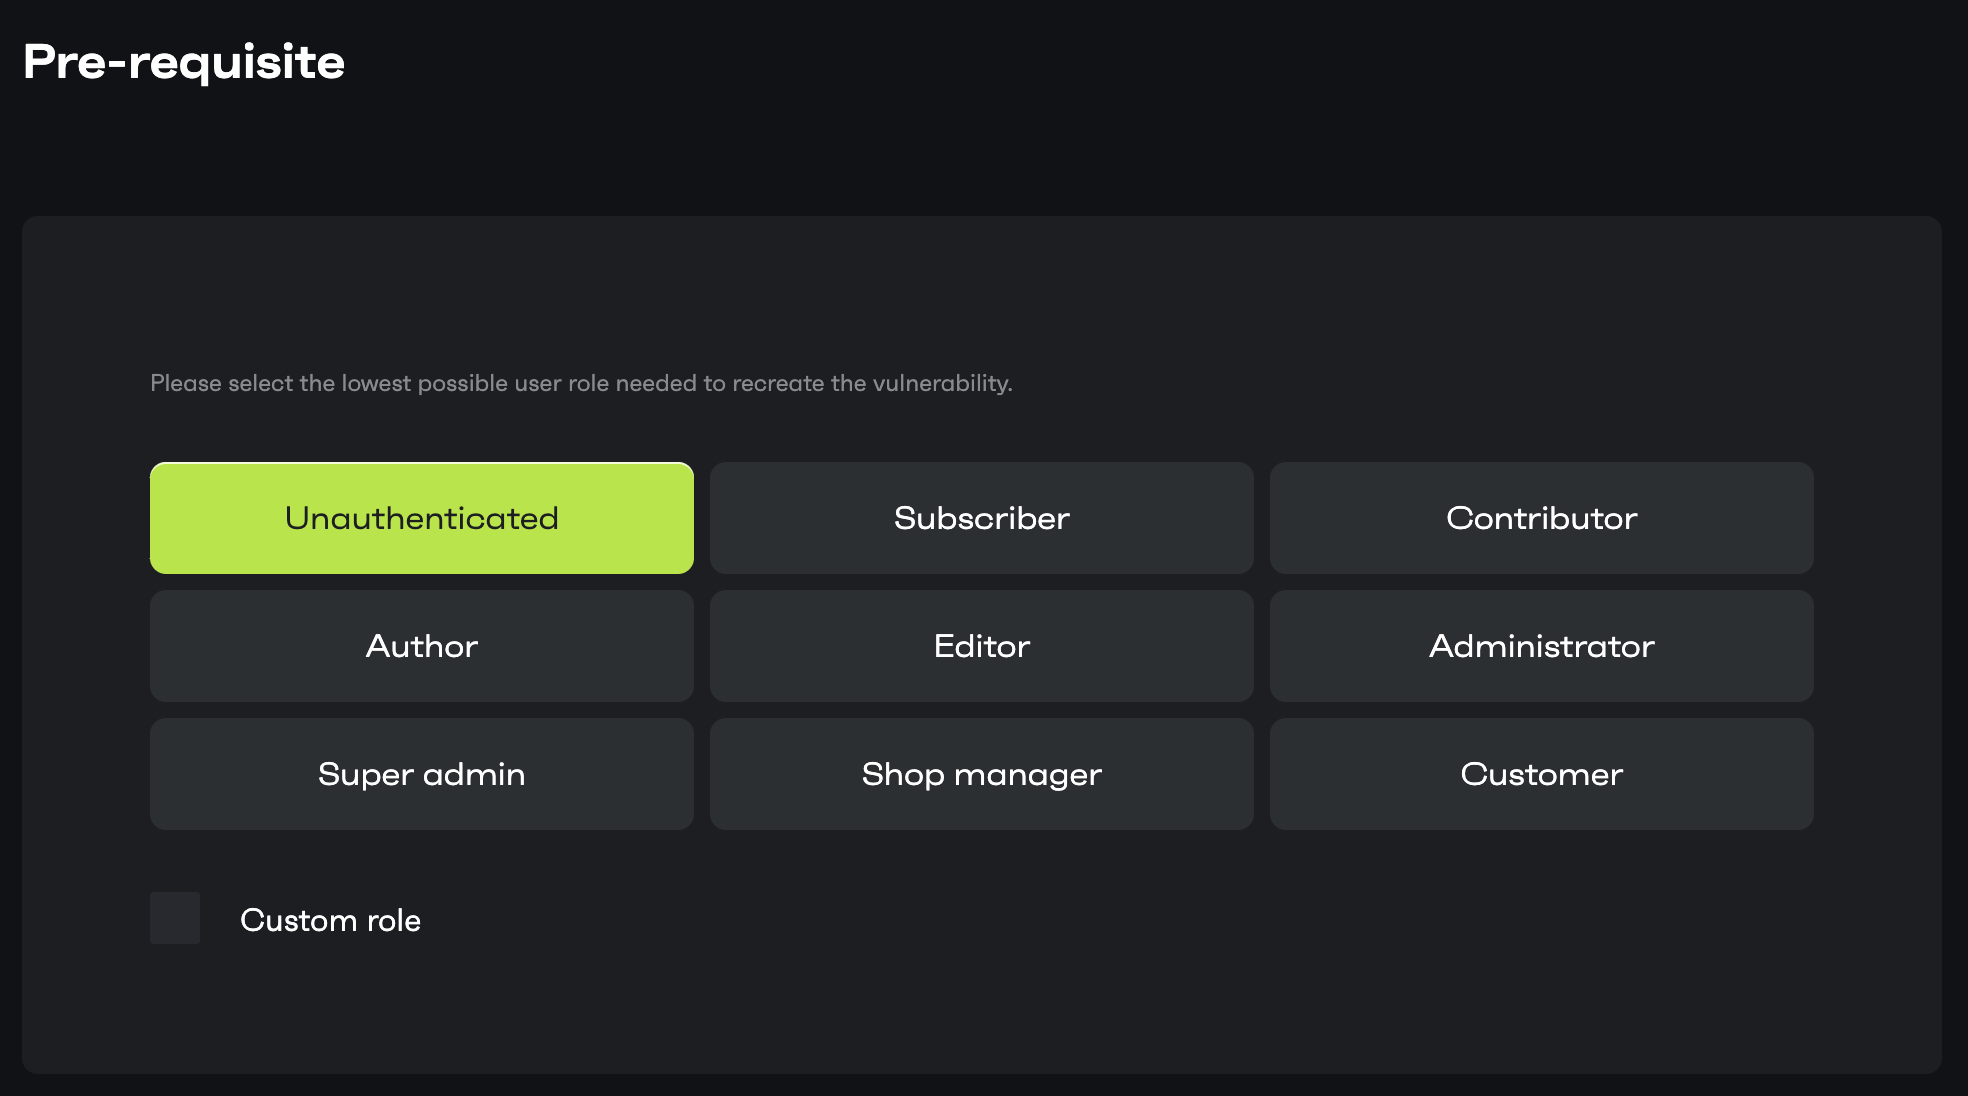 Pre-requisite
Please select the lowest possible user role needed to recreate the vulnerability.
Unauthenticated
Subscriber
Contributor
Author
Editor
Administrator
Super admin
Shop manager
Customer
Custom role